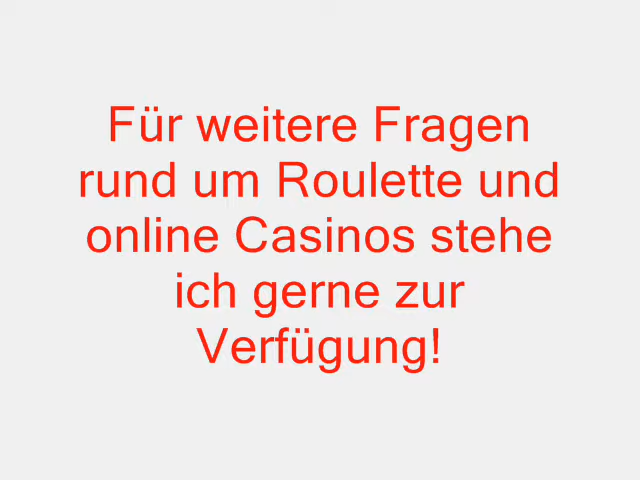 Für weitere Fragen
rund um Roulette und
online Casinos stehe
ich gerne zur
Verfügung!